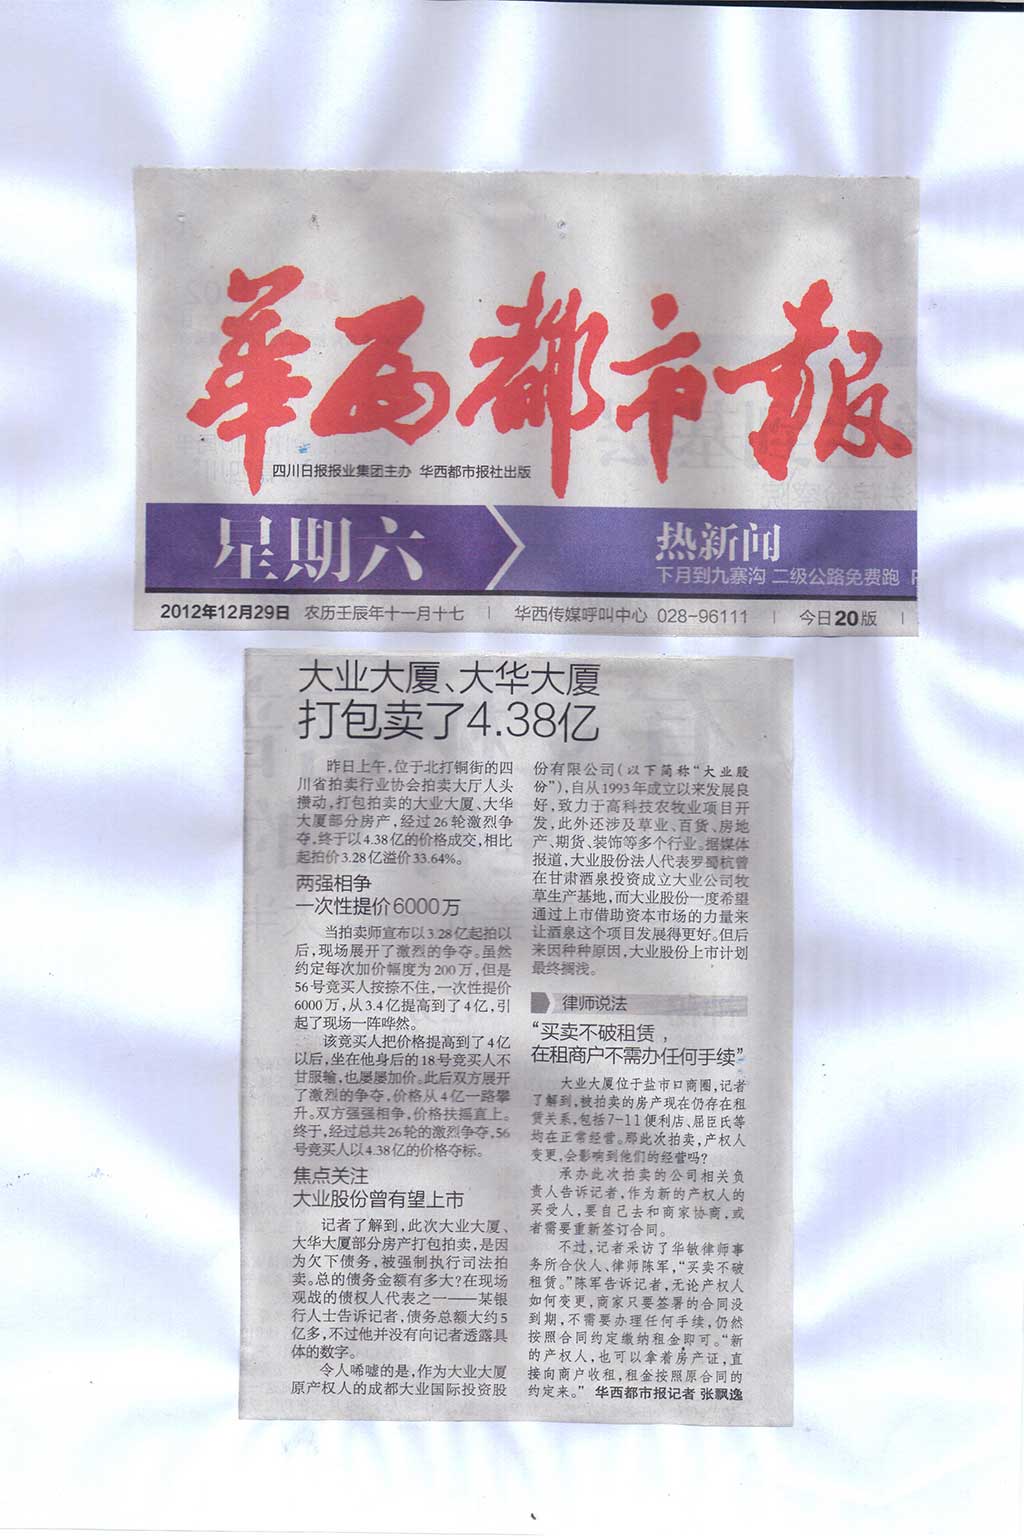 華西都市报
四川日报报业集团主办 华西都市报社出版
星期六
热新闻
下月到九寨沟 二级公路免费跑
2012年12月29日 农历壬辰年十一月十七 | 华西传媒呼叫中心 028-96111 | 今日20版 |
大业大厦、大华大厦
打包卖了4.38亿
昨日上午,位于北打铜街的四
川省拍卖行业协会拍卖大厅人头
攒动,打包拍卖的大业大厦、大华
大厦部分房产,经过26轮激烈争
夺,终于以4.38亿的价格成交,相比
起拍价3.28亿溢价33.64%。
两强相争
一次性提价6000万
当拍卖师宣布以3.28亿起拍以
后,现场展开了激烈的争夺。虽然
约定每次加价幅度为200万,但是
56号竞买人按捺不住,一次性提价
6000万,从3.4亿提高到了4亿,引
起了现场一阵哗然。
该竞买人把价格提高到了4亿
以后,坐在他身后的18号竞买人不
甘服输,也屡屡加价。此后双方展开
了激烈的争夺,价格从4亿一路攀
升。双方强强相争,价格扶摇直上。
终于,经过总共26轮的激烈争夺,56
号竞买人以4.38亿的价格夺标。
焦点关注
大业股份曾有望上市
记者了解到,此次大业大厦、
大华大厦部分房产打包拍卖,是因
为欠下债务,被强制执行司法拍
卖。总的债务金额有多大?在现场
观战的债权人代表之一——某银
行人士告诉记者,债务总额大约5
亿多,不过他并没有向记者透露具
体的数字。
令人唏嘘的是,作为大业大厦
原产权人的成都大业国际投资股
份有限公司(以下简称“大业股
份”),自从1993年成立以来发展良
好,致力于高科技农牧业项目开
发,此外还涉及草业、百货、房地
产、期货、装饰等多个行业。据媒体
报道,大业股份法人代表罗蜀杭曾
在甘肃酒泉投资成立大业公司牧
草生产基地,而大业股份一度希望
通过上市借助资本市场的力量来
让酒泉这个项目发展得更好。但后
来因种种原因,大业股份上市计划
最终搁浅。
律师说法
“买卖不破租赁,
在租商户不需办任何手续”
大业大厦位于盐市口商圈,记者
了解到,被拍卖的房产现在仍存在租
赁关系,包括7-11便利店、屈臣氏等
均在正常经营。那此次拍卖,产权人
变更,会影响到他们的经营吗?
承办此次拍卖的公司相关负
责人告诉记者,作为新的产权人的
买受人,要自己去和商家协商,或
者需要重新签订合同。
不过,记者采访了华敏律师事
务所合伙人、律师陈军,“买卖不破
租赁。”陈军告诉记者,无论产权人
如何变更,商家只要签署的合同没
到期,不需要办理任何手续,仍然
按照合同约定缴纳租金即可。“新
的产权人,也可以拿着房产证,直
接向商户收租,租金按照原合同的
约定来。” 华西都市报记者 张飘逸